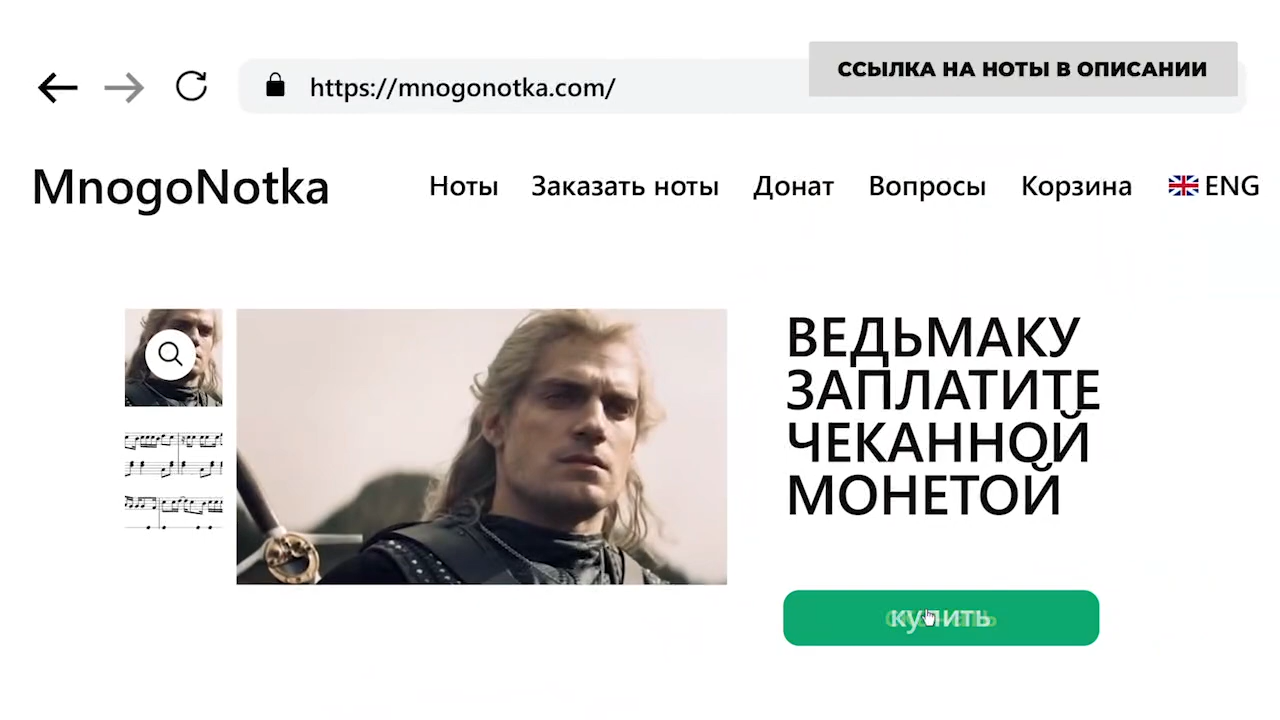 ССЫЛКА НА НОТЫ В ОПИСАНИИ
https://mnogonotka.com/
MnogoNotka
Ноты Заказать ноты Донат Вопросы Корзина ENG
ВЕДЬМАКУ
ЗАПЛАТИТЕ
ЧЕКАННОЙ
МОНЕТОЙ